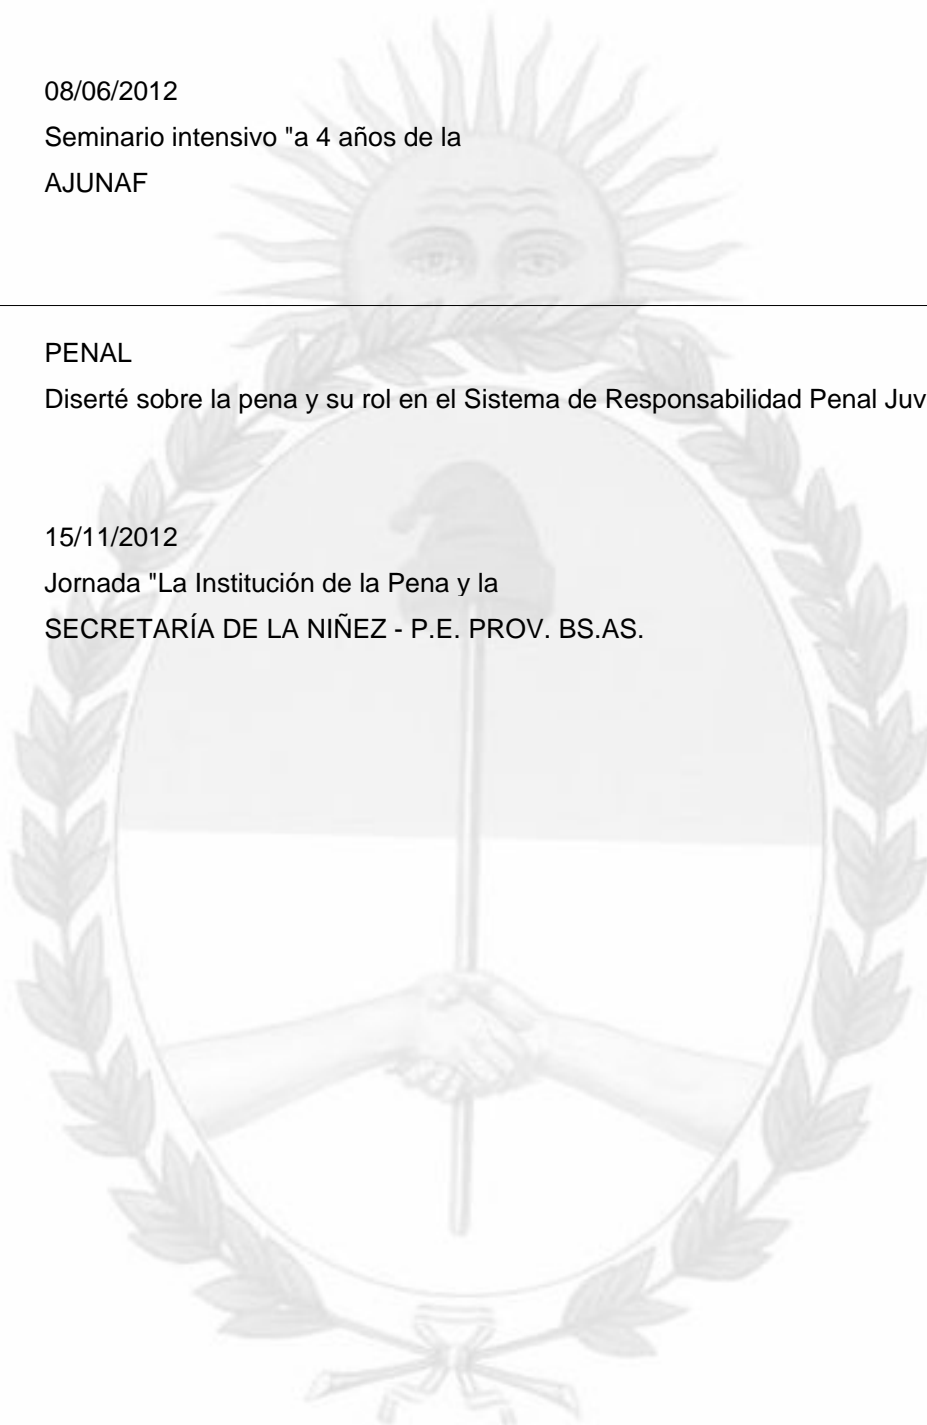 08/06/2012
Seminario intensivo "a 4 años de la
AJUNAF
PENAL
Diserté sobre la pena y su rol en el Sistema de Responsabilidad Penal Juv
15/11/2012
Jornada "La Institución de la Pena y la
SECRETARÍA DE LA NIÑEZ - P.E. PROV. BS.AS.